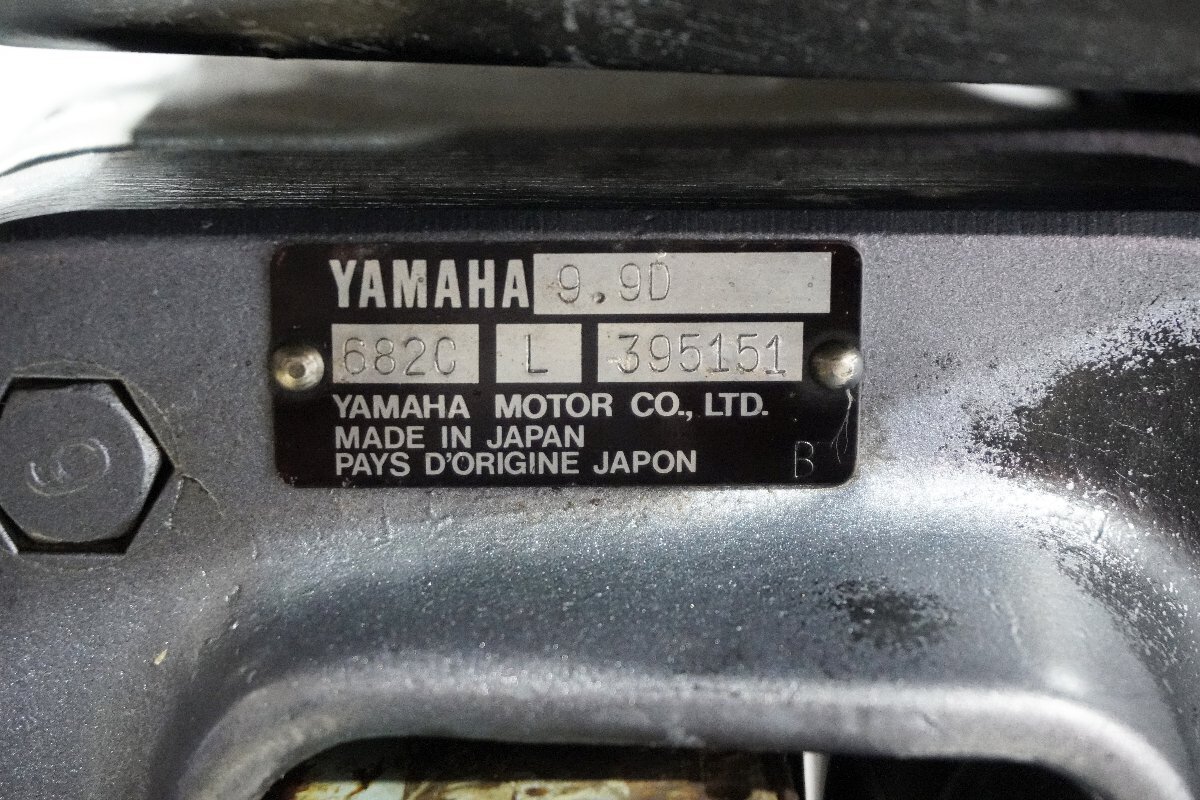 YAMAHA 9.9D
682C L 395151
YAMAHA MOTOR CO., LTD.
MADE IN JAPAN
PAYS D'ORIGINE JAPON B